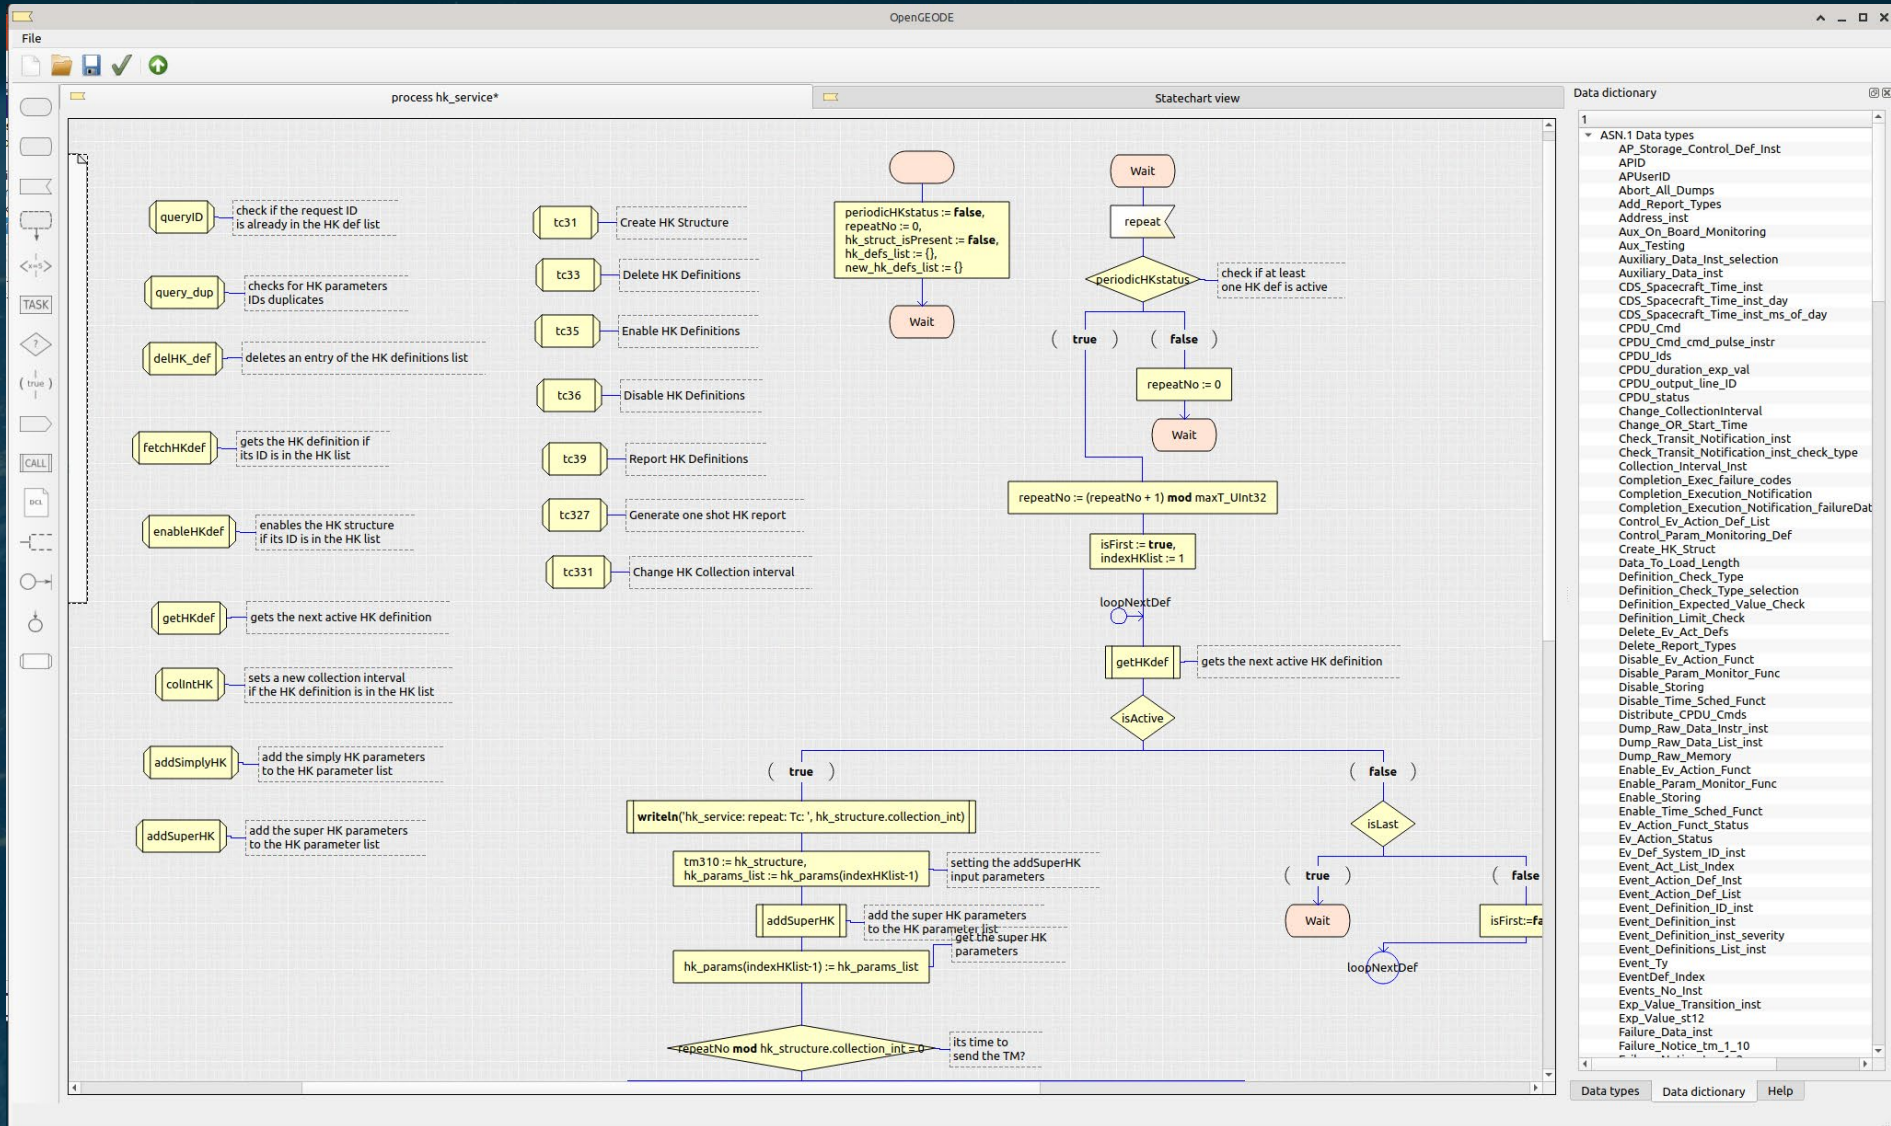 OpenGEODE
File
process hk_service*
Statechart view
TASK
<x=5>
?
( true )
CALL
DCL
queryID
check if the request ID
is already in the HK def list
query_dup
checks for HK parameters
IDs duplicates
delHK_def
deletes an entry of the HK definitions list
fetchHKdef
gets the HK definition if
its ID is in the HK list
enableHKdef
enables the HK structure
if its ID is in the HK list
getHKdef
gets the next active HK definition
colIntHK
sets a new collection interval
if the HK definition is in the HK list
addSimplyHK
add the simply HK parameters
to the HK parameter list
addSuperHK
add the super HK parameters
to the HK parameter list
tc31
Create HK Structure
tc33
Delete HK Definitions
tc35
Enable HK Definitions
tc36
Disable HK Definitions
tc39
Report HK Definitions
tc327
Generate one shot HK report
tc331
Change HK Collection interval
periodicHKstatus := false,
repeatNo := 0,
hk_struct_isPresent := false,
hk_defs_list := {},
new_hk_defs_list := {}
Wait
Wait
repeat
periodicHKstatus
check if at least
one HK def is active
( true )
( false )
repeatNo := 0
Wait
repeatNo := (repeatNo + 1) mod maxT_UInt32
isFirst := true,
indexHKlist := 1
loopNextDef
getHKdef
gets the next active HK definition
isActive
( true )
( false )
writeln('hk_service: repeat: Tc: ', hk_structure.collection_int)
tm310 := hk_structure,
hk_params_list := hk_params(indexHKlist-1)
setting the addSuperHK
input parameters
addSuperHK
add the super HK parameters
to the HK parameter list
get the super HK
parameters
hk_params(indexHKlist-1) := hk_params_list
repeatNo mod hk_structure.collection_int = 0
its time to
send the TM?
isLast
( true )
( false
Wait
isFirst:=fa
loopNextDef
Data dictionary
1
ASN.1 Data types
AP_Storage_Control_Def_Inst
APID
APUserID
Abort_All_Dumps
Add_Report_Types
Address_inst
Aux_On_Board_Monitoring
Aux_Testing
Auxiliary_Data_Inst_selection
Auxiliary_Data_inst
CDS_Spacecraft_Time_inst
CDS_Spacecraft_Time_inst_day
CDS_Spacecraft_Time_inst_ms_of_day
CPDU_Cmd
CPDU_Cmd_cmd_pulse_instr
CPDU_Ids
CPDU_duration_exp_val
CPDU_output_line_ID
CPDU_status
Change_CollectionInterval
Change_OR_Start_Time
Check_Transit_Notification_inst
Check_Transit_Notification_inst_check_type
Collection_Interval_Inst
Completion_Exec_failure_codes
Completion_Execution_Notification
Completion_Execution_Notification_failureDat
Control_Ev_Action_Def_List
Control_Param_Monitoring_Def
Create_HK_Struct
Data_To_Load_Length
Definition_Check_Type
Definition_Check_Type_selection
Definition_Expected_Value_Check
Definition_Limit_Check
Delete_Ev_Act_Defs
Delete_Report_Types
Disable_Ev_Action_Funct
Disable_Param_Monitor_Func
Disable_Storing
Disable_Time_Sched_Funct
Distribute_CPDU_Cmds
Dump_Raw_Data_Instr_inst
Dump_Raw_Data_List_inst
Dump_Raw_Memory
Enable_Ev_Action_Funct
Enable_Param_Monitor_Func
Enable_Storing
Enable_Time_Sched_Funct
Ev_Action_Funct_Status
Ev_Action_Status
Ev_Def_System_ID_inst
Event_Act_List_Index
Event_Action_Def_Inst
Event_Action_Def_List
Event_Definition_ID_inst
Event_Definition_inst
Event_Definition_inst_severity
Event_Definitions_List_inst
Event_Ty
EventDef_Index
Events_No_Inst
Exp_Value_Transition_inst
Exp_Value_st12
Failure_Data_inst
Failure_Notice_tm_1_10
Data types
Data dictionary
Help